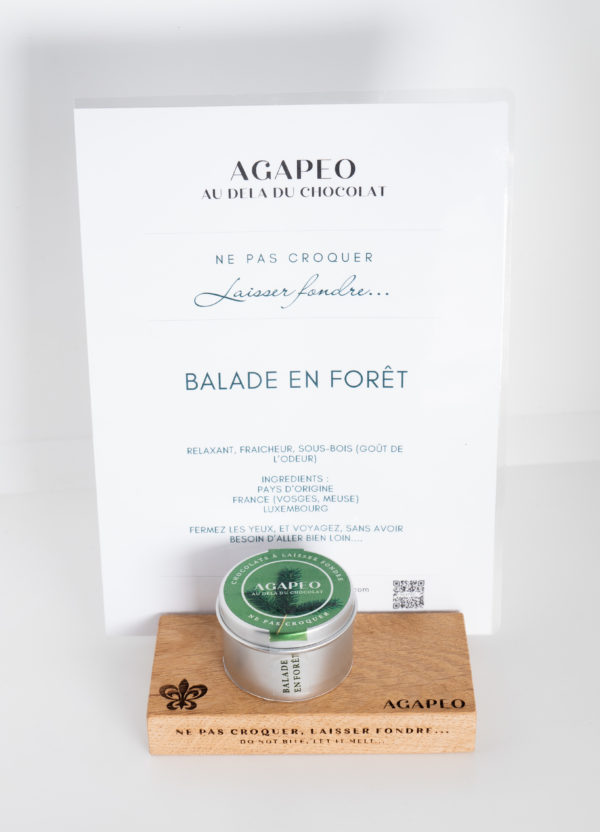 AGAPEO
AU DELA DU CHOCOLAT
NE PAS CROQUER
Laisser fondre...
BALADE EN FORÊT
RELAXANT, FRAICHEUR, SOUS-BOIS (GOÛT DE
L'ODEUR)
INGREDIENTS :
PAYS D'ORIGINE
FRANCE (VOSGES, MEUSE)
LUXEMBOURG
FERMEZ LES YEUX, ET VOYAGEZ, SANS AVOIR
BESOIN D'ALLER BIEN LOIN....
.com
CHOCOLATS À LAISSER FONDRE
AGAPEO
AU DELA DU CHOCOLAT
NE PAS CROQUER
BALADE
EN FORÊT
AGAPEO
NE PAS CROQUER, LAISSER FONDRE...
DO NOT BITE, LET IT MELT...